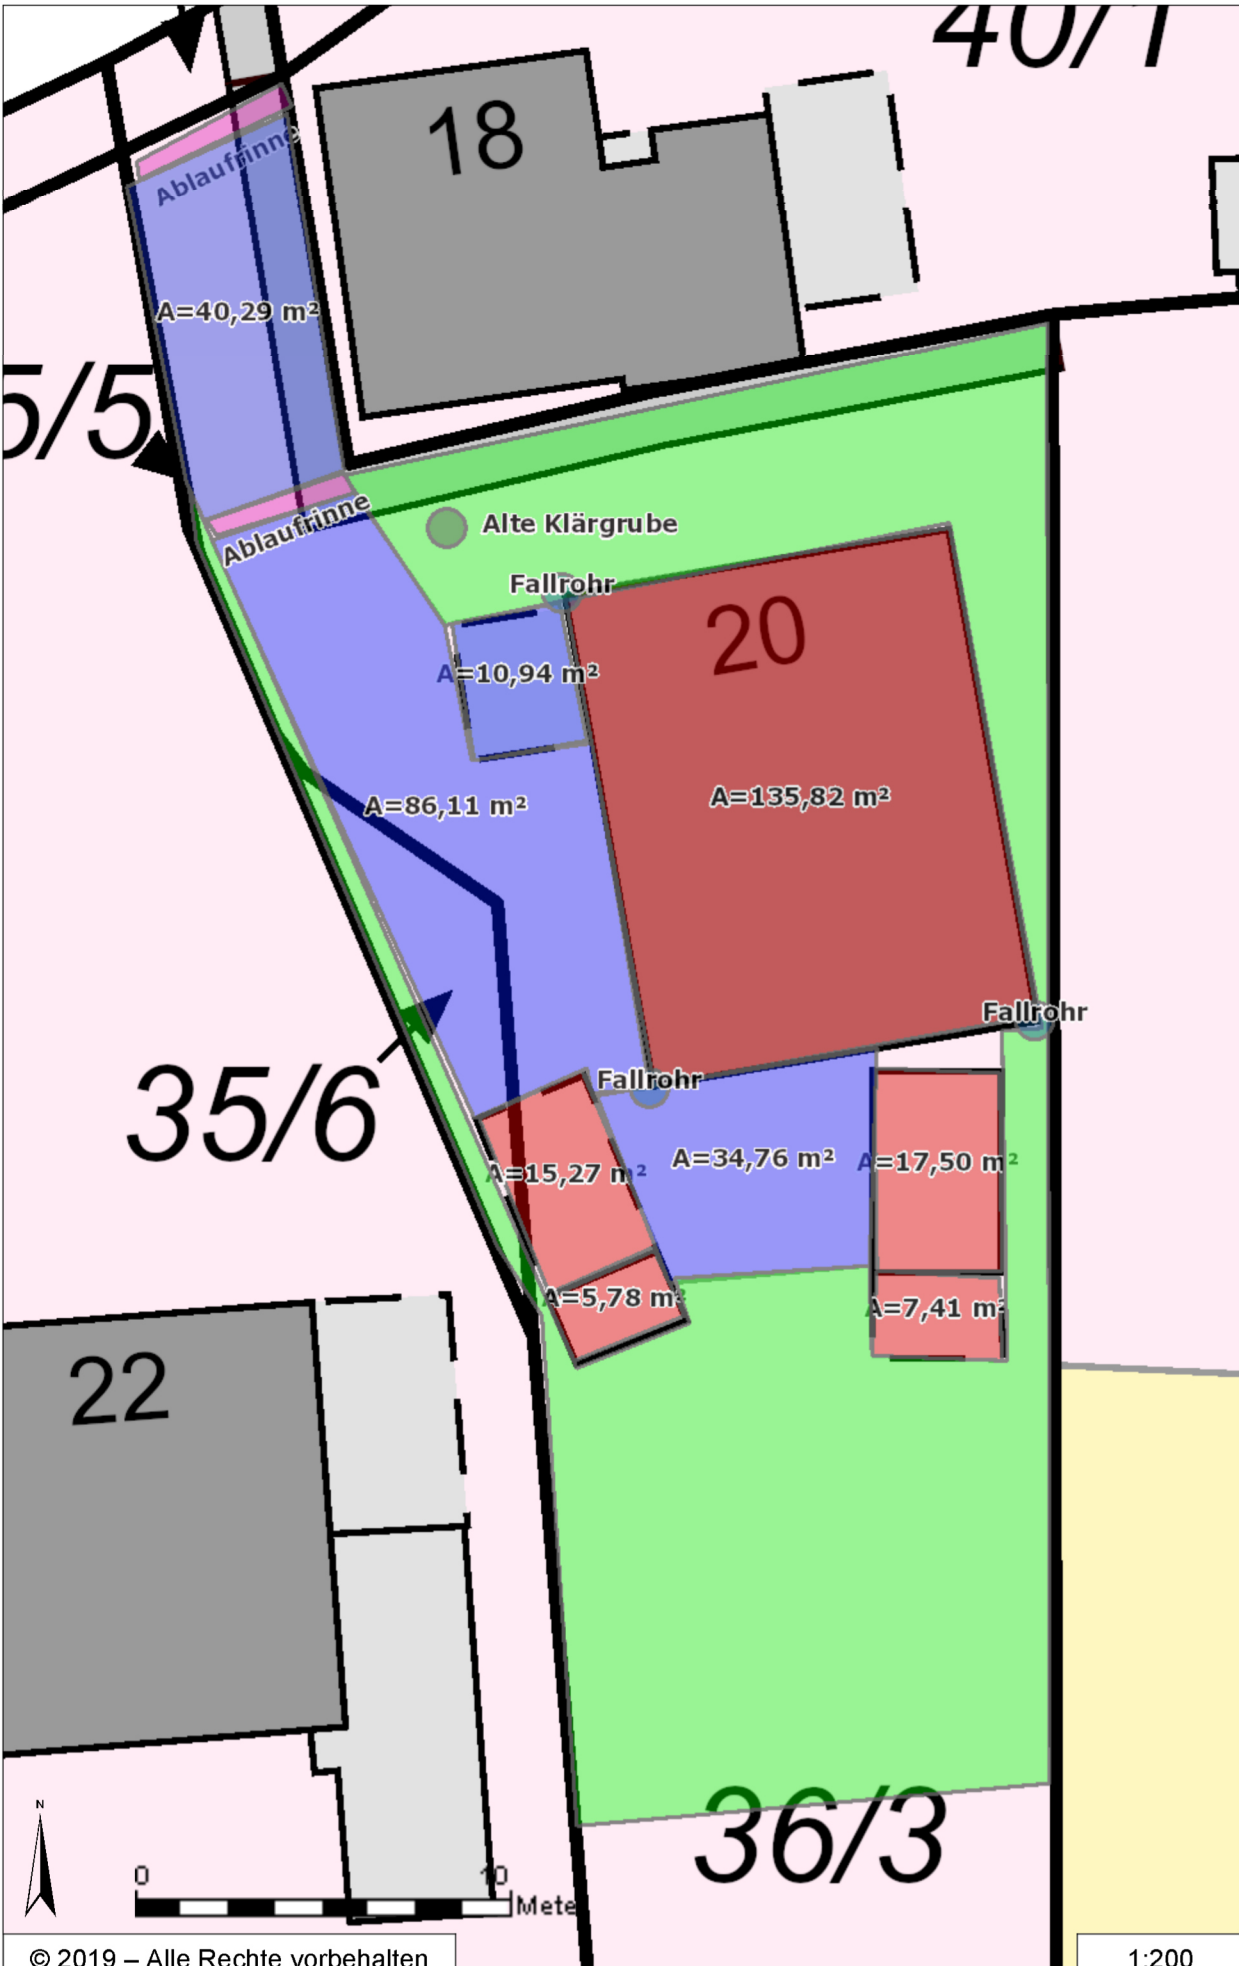 40/1
18
Ablaufrinne
A=40,29 m²
5/5
Ablaufrinne
Alte Klärgrube
Fallrohr
20
A=10,94 m²
A=135,82 m²
A=86,11 m²
Fallrohr
35/6
Fallrohr
A=15,27 m²
A=34,76 m²
A=17,50 m²
A=5,78 m²
A=7,41 m²
22
36/3
N
0 10
Mete
© 2019 – Alle Rechte vorbehalten
1:200